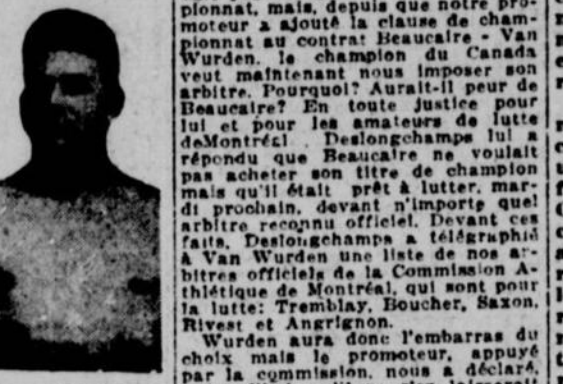 pionnat, mais, depuis que notre pro-
moteur a ajouté la clause de cham-
pionnat au contrat Beaucaire - Van
Wurden, le champion du Canada
veut maintenant nous imposer son
arbitre. Pourquoi? Aurait-il peur de
Beaucaire? En toute justice pour
lui et pour les amateurs de lutte
deMontréal . Deslongchamps lui a
répondu que Beaucaire ne voulait
pas acheter son titre de champion
mais qu'il était prêt à lutter, mar-
di prochain, devant n'importe quel
arbitre reconnu officiel. Devant ces
faits, Deslongchamps a télégraphié
à Van Wurden une liste de nos ar-
bitres officiels de la Commission A-
thlétique de Montréal, qui sont pour
la lutte: Tremblay, Boucher, Saxon,
Rivest et Angrignon.
Wurden aura donc l'embarras du
choix mais le promoteur, appuyé
par la commission, nous a déclaré,